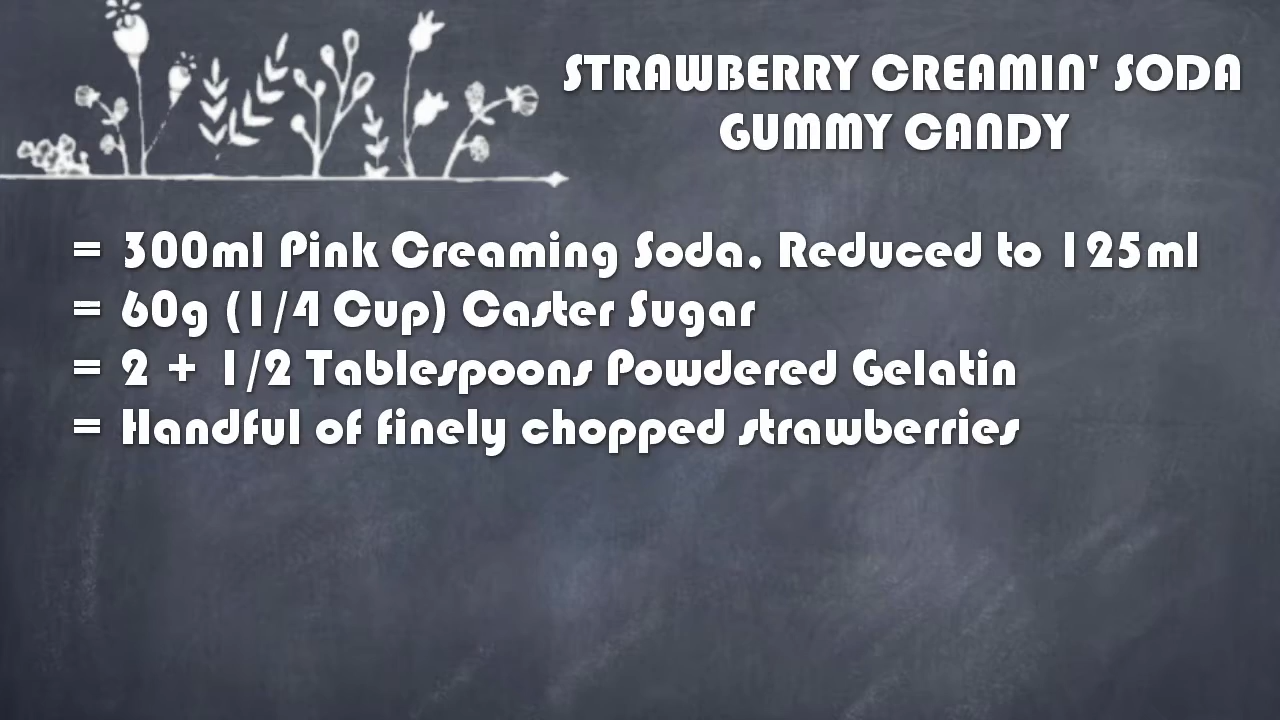 STRAWBERRY CREAMIN' SODA
GUMMY CANDY
= 300ml Pink Creaming Soda, Reduced to 125ml
= 60g (1/4 Cup) Caster Sugar
= 2 + 1/2 Tablespoons Powdered Gelatin
= Handful of finely chopped strawberries